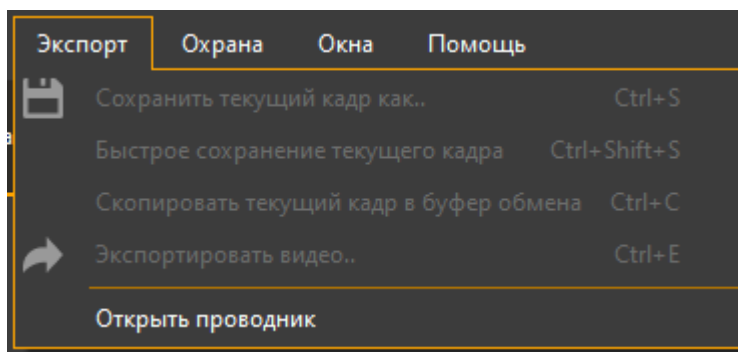 Экспорт Охрана Окна Помощь
Сохранить текущий кадр как.. Ctrl+S
Быстрое сохранение текущего кадра Ctrl+Shift+S
Скопировать текущий кадр в буфер обмена Ctrl+C
Экспортировать видео.. Ctrl+E
Открыть проводник